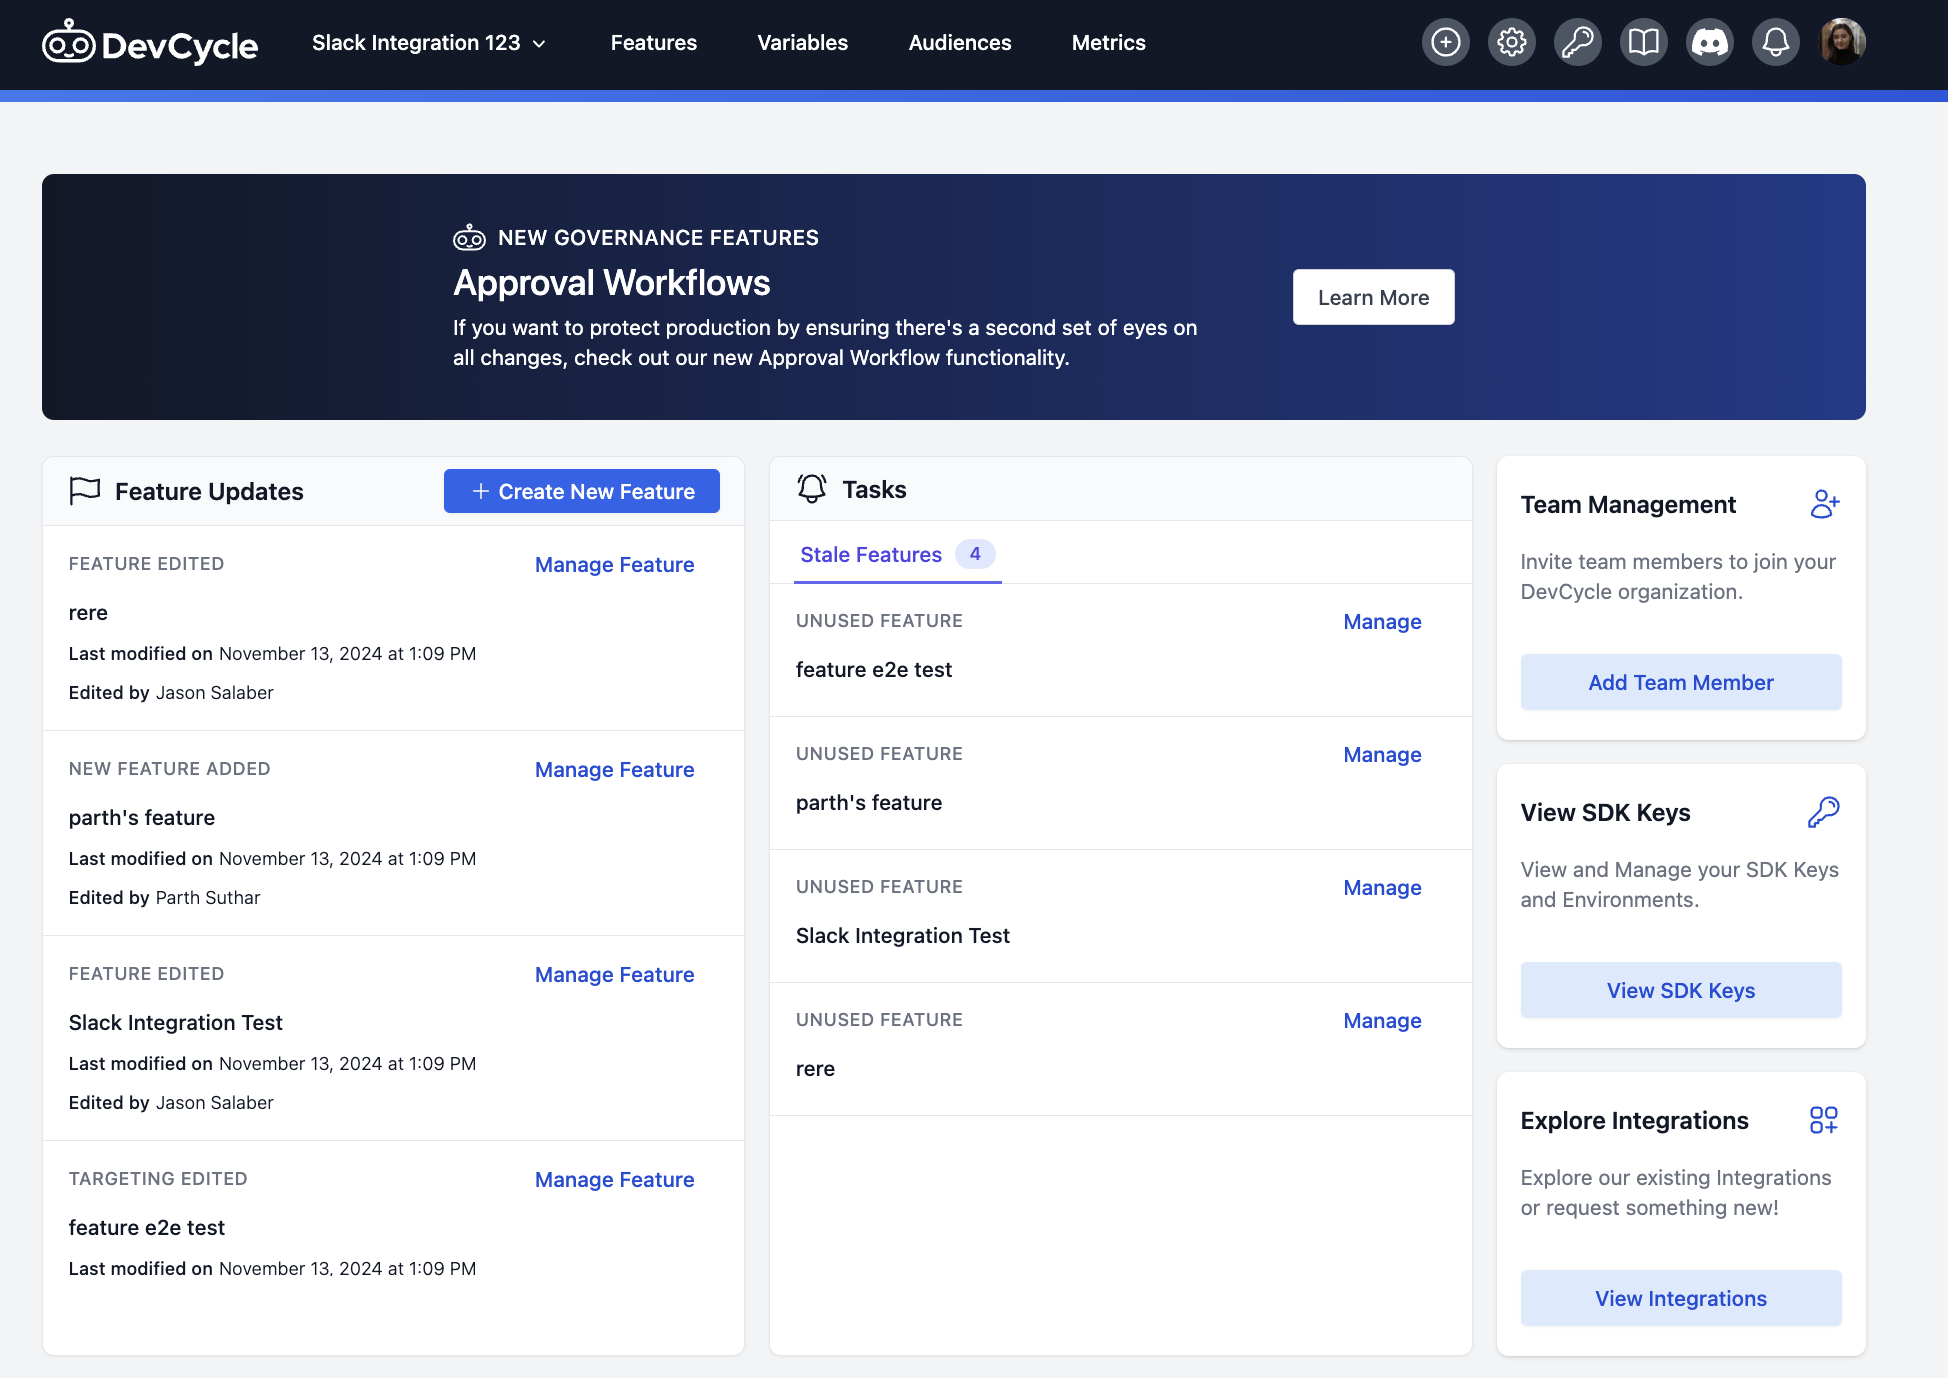 DevCycle
Slack Integration 123
Features
Variables
Audiences
Metrics
NEW GOVERNANCE FEATURES
Approval Workflows
If you want to protect production by ensuring there's a second set of eyes on
all changes, check out our new Approval Workflow functionality.
Learn More
Feature Updates
Create New Feature
FEATURE EDITED
Manage Feature
rere
Last modified on November 13, 2024 at 1:09 PM
Edited by Jason Salaber
NEW FEATURE ADDED
Manage Feature
parth's feature
Last modified on November 13, 2024 at 1:09 PM
Edited by Parth Suthar
FEATURE EDITED
Manage Feature
Slack Integration Test
Last modified on November 13, 2024 at 1:09 PM
Edited by Jason Salaber
TARGETING EDITED
Manage Feature
feature e2e test
Last modified on November 13, 2024 at 1:09 PM
Tasks
Stale Features 4
UNUSED FEATURE
Manage
feature e2e test
UNUSED FEATURE
Manage
parth's feature
UNUSED FEATURE
Manage
Slack Integration Test
UNUSED FEATURE
Manage
rere
Team Management
Invite team members to join your
DevCycle organization.
Add Team Member
View SDK Keys
View and Manage your SDK Keys
and Environments.
View SDK Keys
Explore Integrations
Explore our existing Integrations
or request something new!
View Integrations